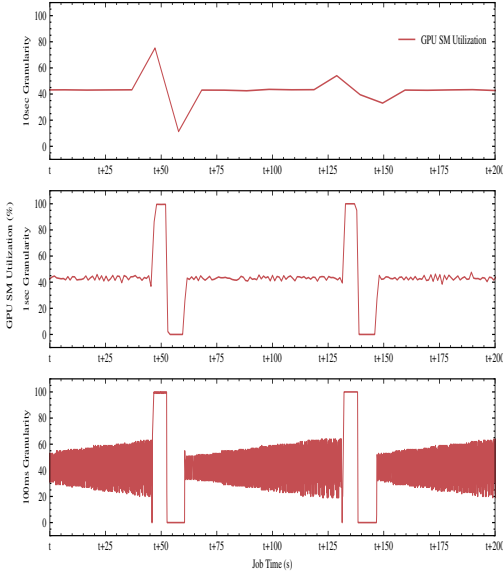 100
80
60
40
20
0
10sec Granularity
GPU SM Utilization
t t+25 t+50 t+75 t+100 t+125 t+150 t+175 t+200
GPU SM Utilization (%)
1sec Granularity
100
80
60
40
20
0
t t+25 t+50 t+75 t+100 t+125 t+150 t+175 t+200
100ms Granularity
100
80
60
40
20
0
t t+25 t+50 t+75 t+100 t+125 t+150 t+175 t+200
Job Time (s)